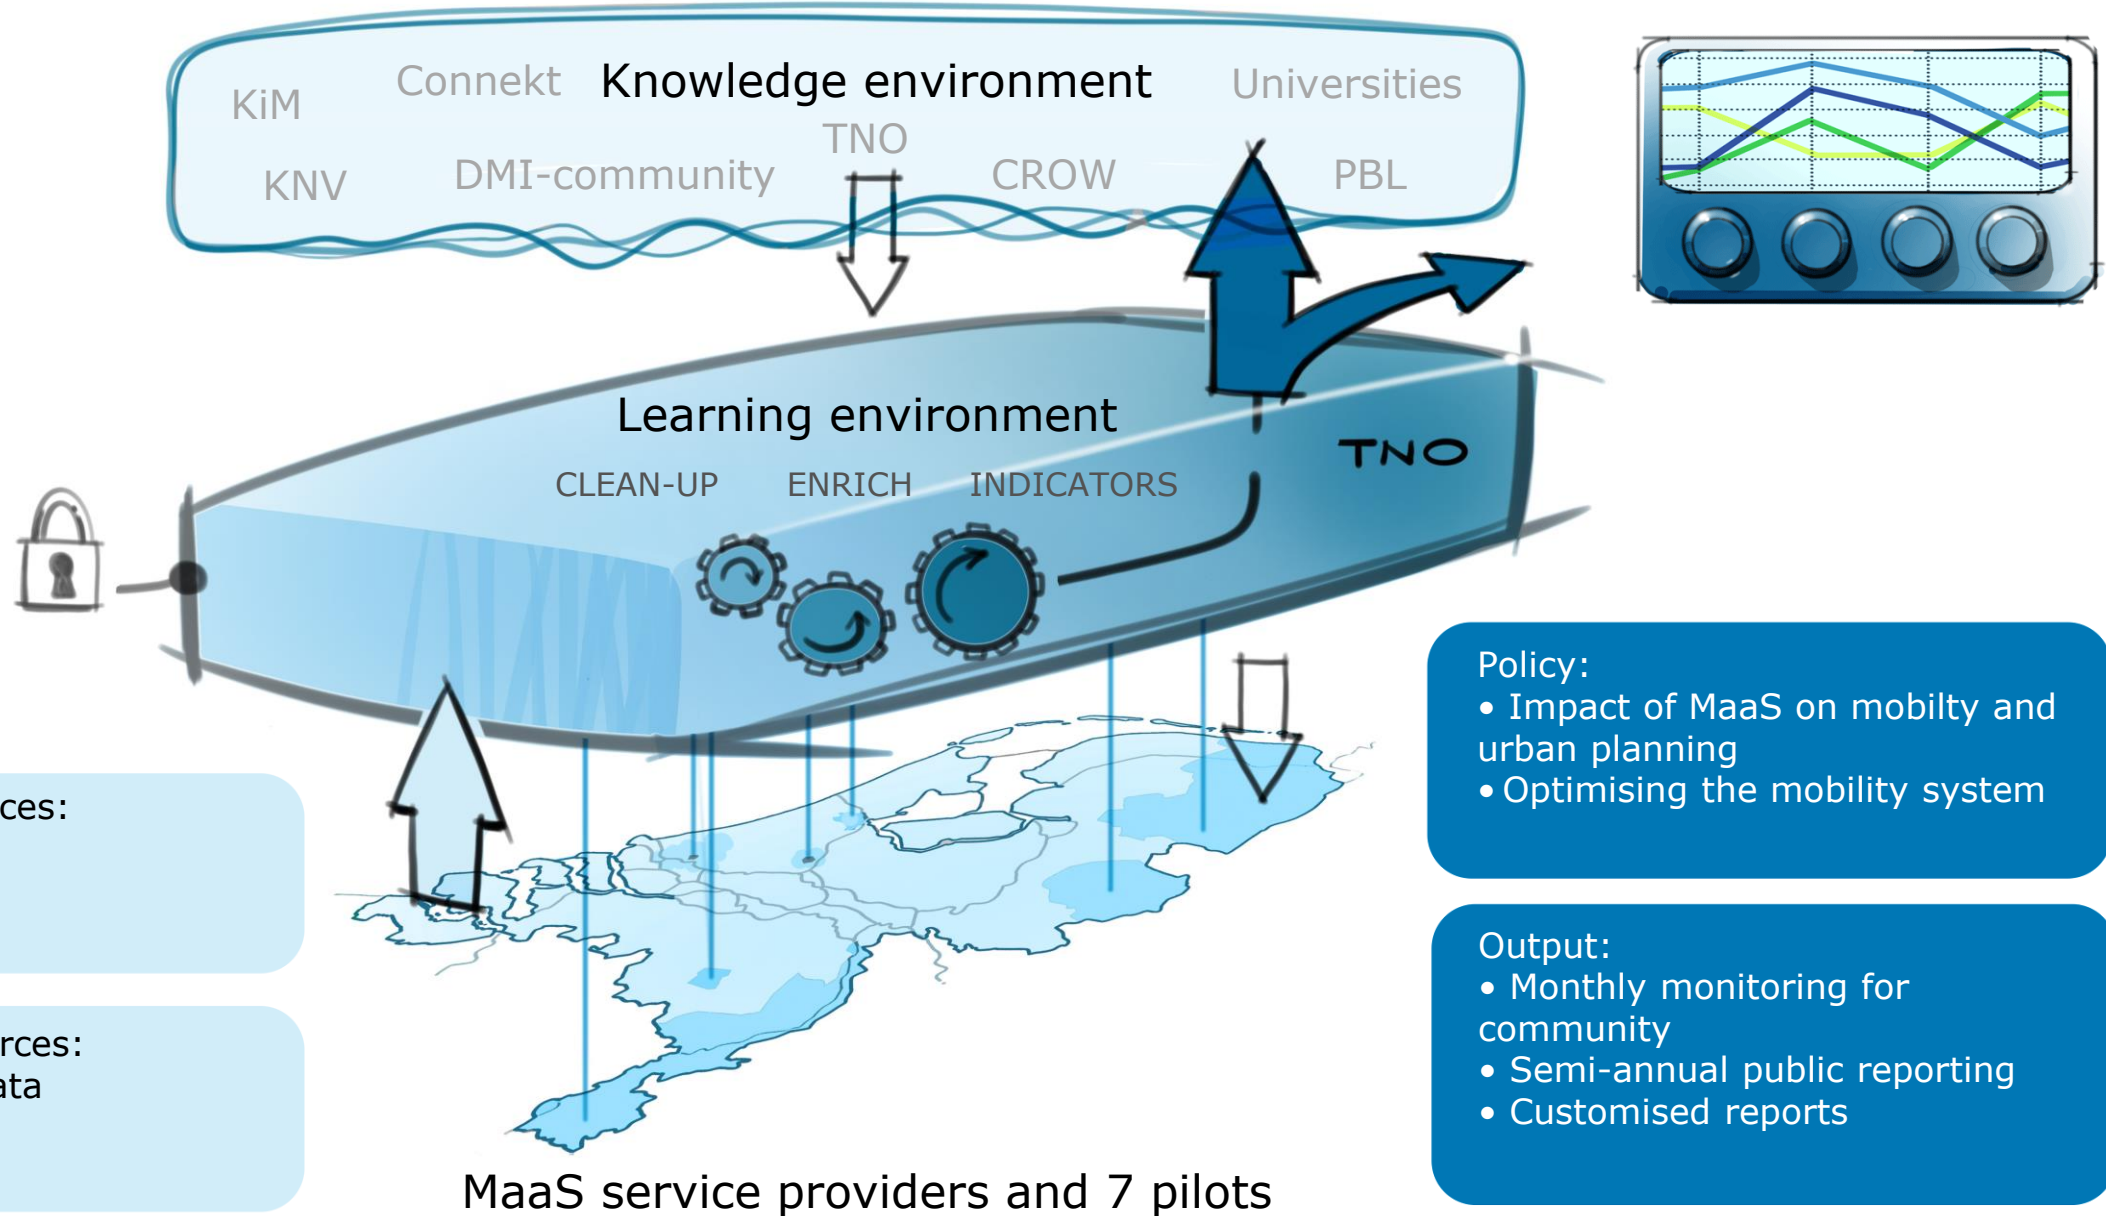 Connekt
Knowledge environment
Universities
KiM
TNO
KNV
DMI-community
CROW
PBL
Learning environment
CLEAN-UP
ENRICH
INDICATORS
TNO
Policy:
• Impact of MaaS on mobilty and
urban planning
• Optimising the mobility system
ces:
rces:
ata
Output:
• Monthly monitoring for
community
• Semi-annual public reporting
• Customised reports
MaaS service providers and 7 pilots